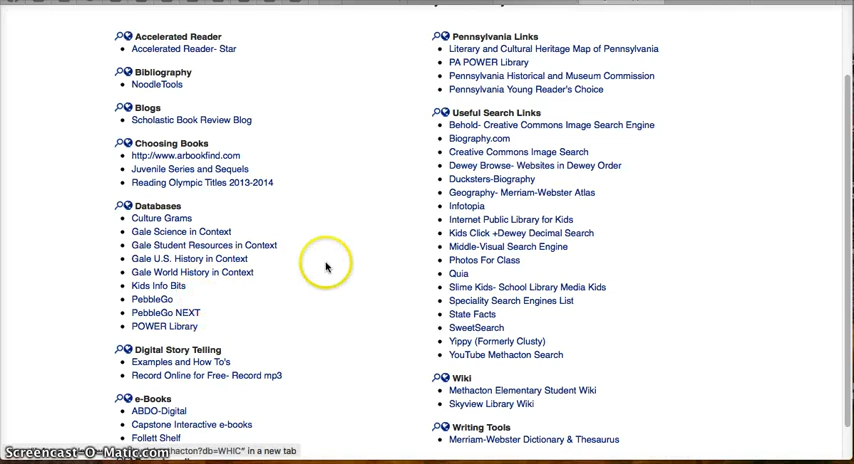 Accelerated Reader
Accelerated Reader- Star
Bibliography
NoodleTools
Blogs
Scholastic Book Review Blog
Choosing Books
http://www.arbookfind.com
Juvenile Series and Sequels
Reading Olympic Titles 2013-2014
Databases
Culture Grams
Gale Science in Context
Gale Student Resources in Context
Gale U.S. History in Context
Gale World History in Context
Kids Info Bits
PebbleGo
PebbleGo NEXT
POWER Library
Digital Story Telling
Examples and How To's
Record Online for Free- Record mp3
e-Books
ABDO-Digital
Capstone Interactive e-books
Follett Shelf
Pennsylvania Links
Literary and Cultural Heritage Map of Pennsylvania
PA POWER Library
Pennsylvania Historical and Museum Commission
Pennsylvania Young Reader's Choice
Useful Search Links
Behold- Creative Commons Image Search Engine
Biography.com
Creative Commons Image Search
Dewey Browse- Websites in Dewey Order
Ducksters-Biography
Geography- Merriam-Webster Atlas
Infotopia
Internet Public Library for Kids
Kids Click +Dewey Decimal Search
Middle-Visual Search Engine
Photos For Class
Quia
Slime Kids- School Library Media Kids
Speciality Search Engines List
State Facts
SweetSearch
Yippy (Formerly Clusty)
YouTube Methacton Search
Wiki
Methacton Elementary Student Wiki
Skyview Library Wiki
Writing Tools
Merriam-Webster Dictionary & Thesaurus
Screencast-O-Matic.com
?db=WHIC" in a new tab